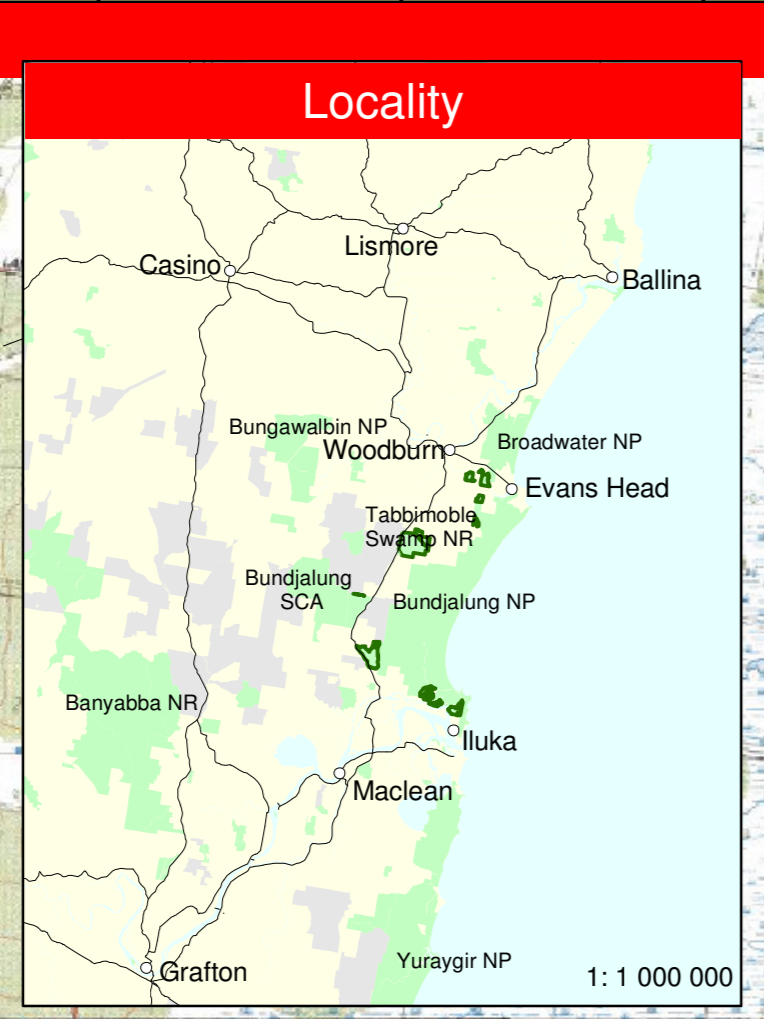 Locality
Lismore
Casino
Ballina
Bungawalbin NP
Woodburn
Broadwater NP
Evans Head
Tabbimoble
Swamp NR
Bundjalung
SCA
Bundjalung NP
Banyabba NR
Iluka
Maclean
Yuraygir NP
Grafton
1: 1 000 000